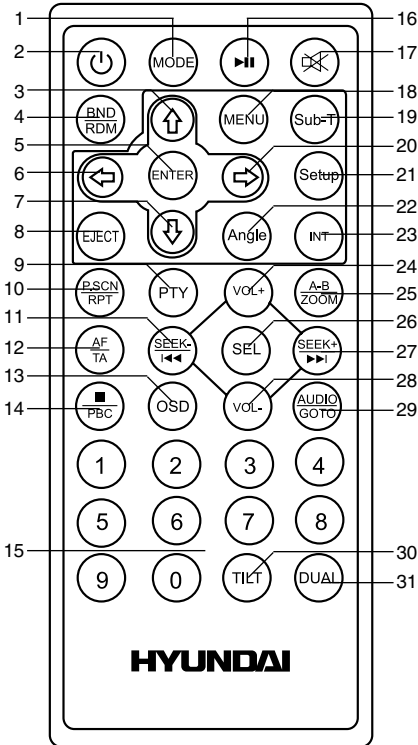 1 16
2 MODE 17
3 18
4 BND RDM MENU Sub-T 19
5 20
6 ENTER Setup 21
7 22
8 EJECT Angle INT 23
9 24
10 P.SCN RPT PTY VOL+ A-B ZOOM 25
11 26
12 AF TA SEEK- SEL SEEK+ 27
13 28
14 PBC OSD VOL- AUDIO GOTO 29
1 2 3 4
5 6 7 8
15 30
9 0 TILT DUAL 31
HYUNDAI